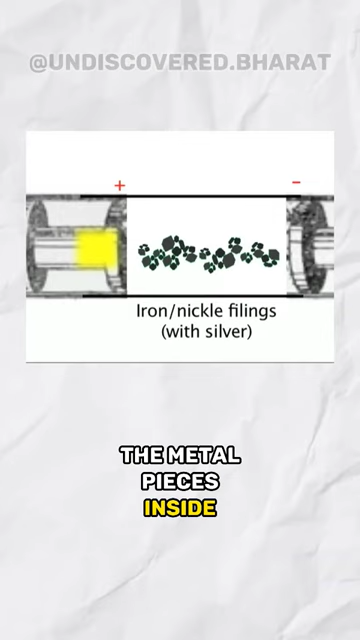 @UNDISCOVERED.BHARAT
+ -
Iron/nickle filings
(with silver)
THE METAL
PIECES
INSIDE